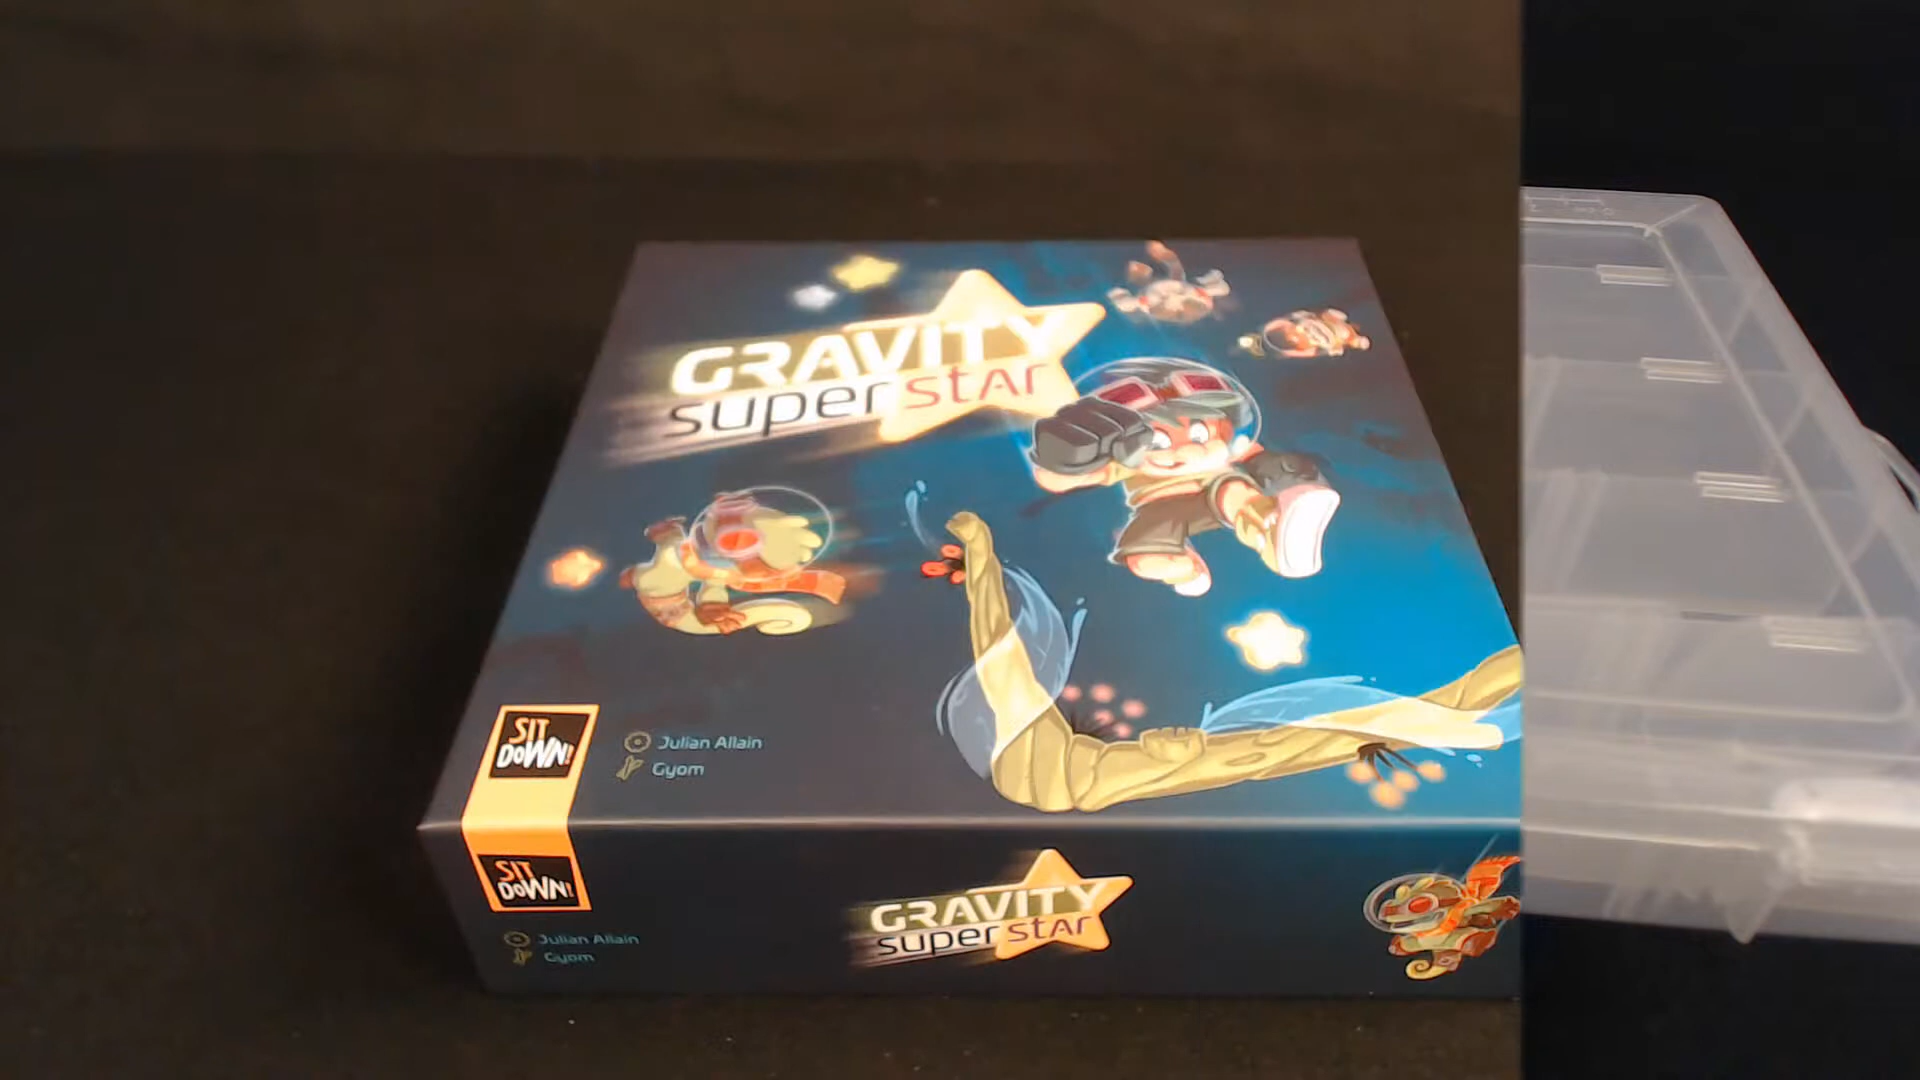 GRAVITY
super star
SIT
DOWN!
Julian Allain
Gyom
SIT
DOWN!
Julian Allain
Gyom
GRAVITY
super star